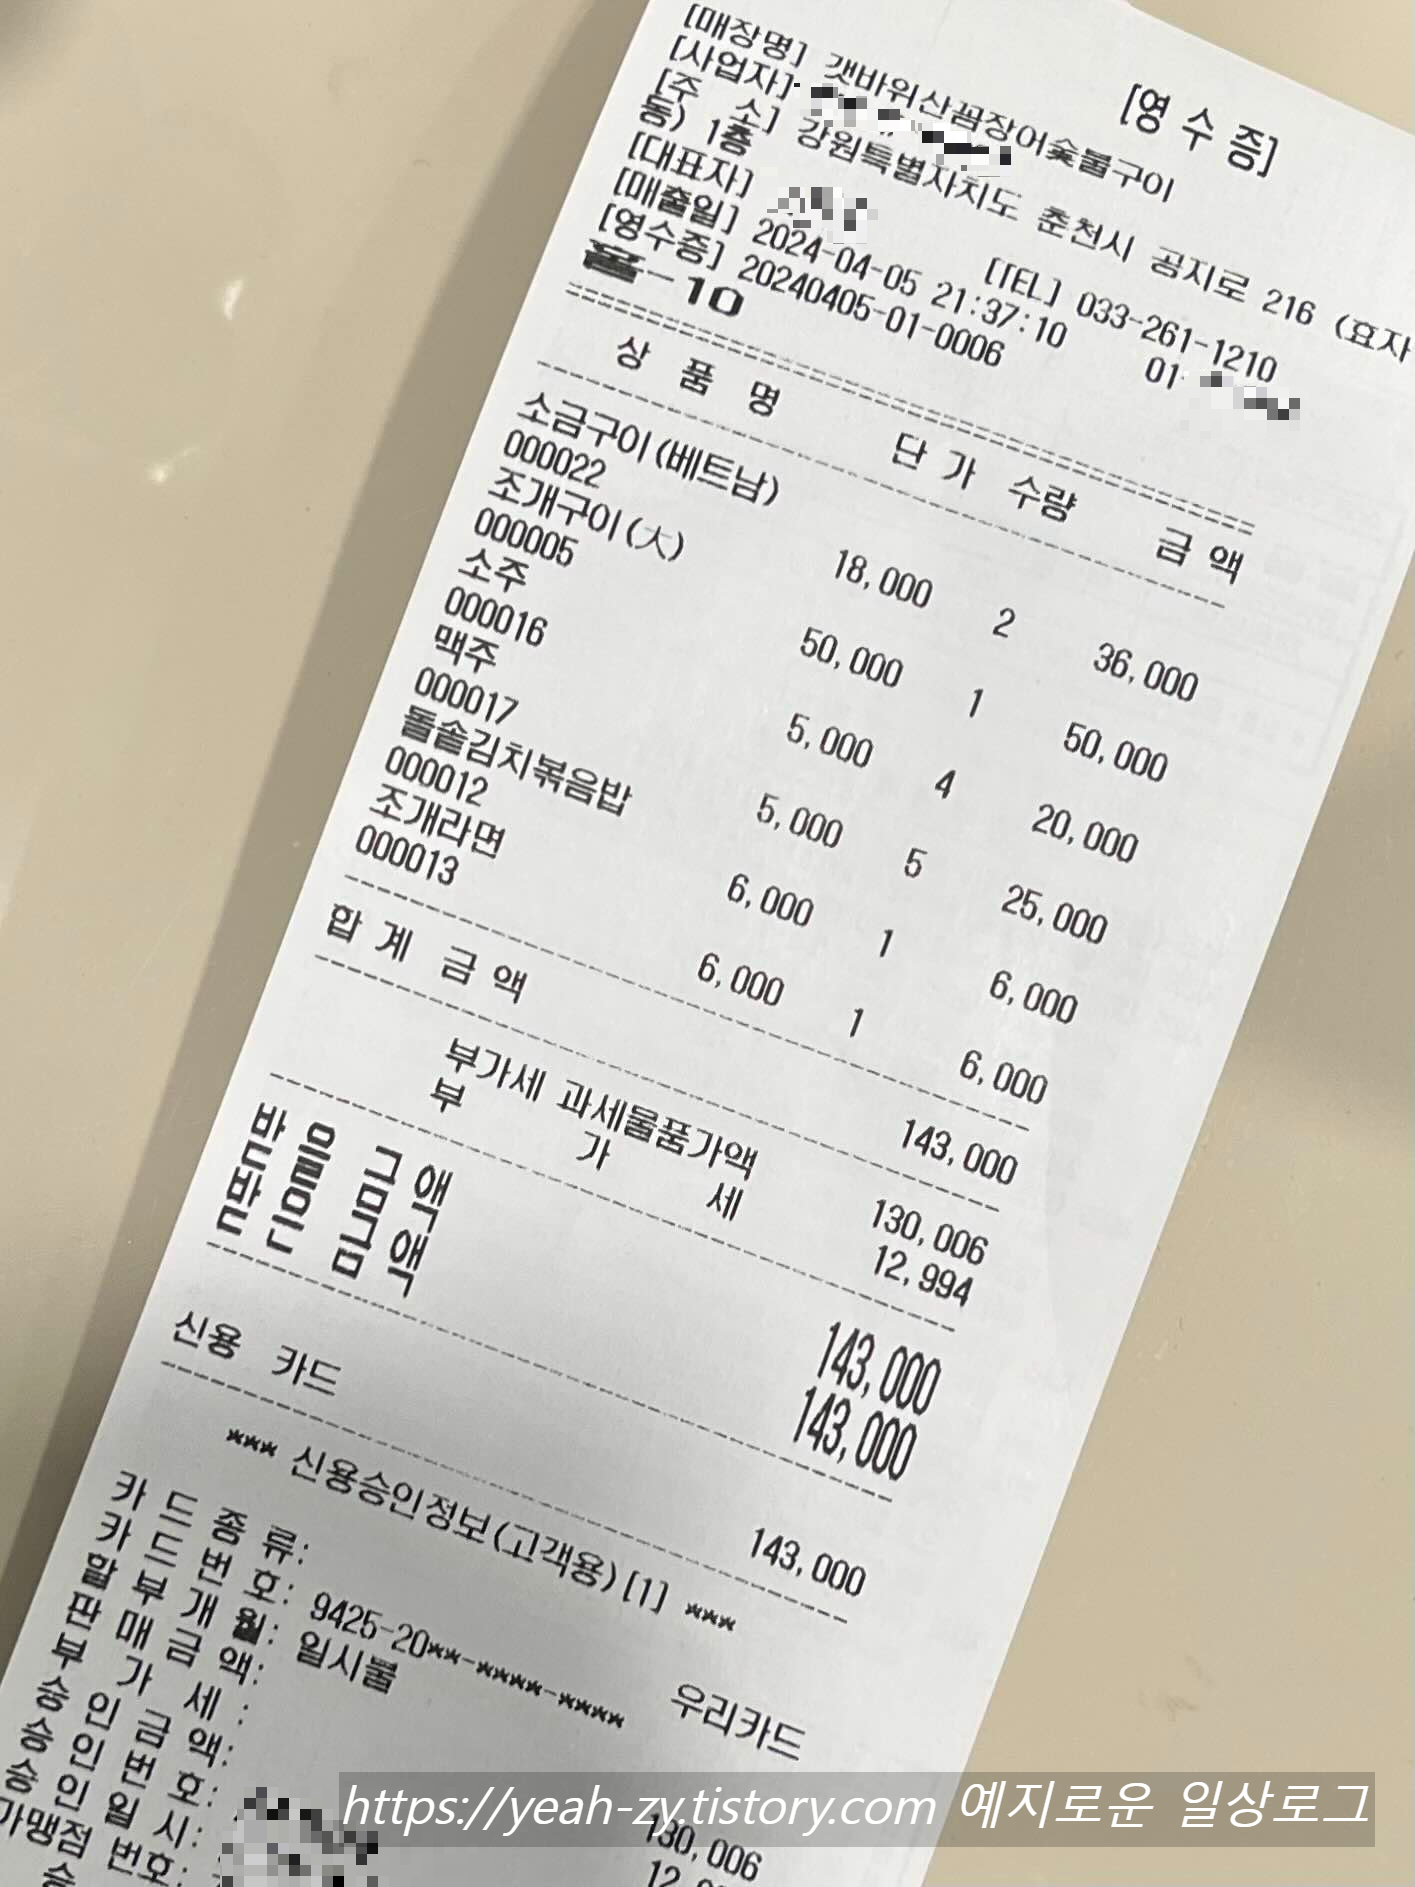 [영 수 증]
[매장명] 갯바위산꼼장어숯불구이
[사업자]
[주 소] 강원특별자치도 춘천시 공지로 216 (효자
동) 1층
[대표자] [TEL] 033-261-1210
[매출일] 2024-04-05 21:37:10 01-
[영수증] 20240405-01-0006
홀-10
상 품 명 단 가 수량 금 액
소금구이(베트남)
000022 18,000 2 36,000
조개구이(大)
000005 50,000 1 50,000
소주
000016 5,000 4 20,000
맥주
000017 5,000 5 25,000
돌솥김치볶음밥
000012 6,000 1 6,000
조개라면
000013 6,000 1 6,000
합 계 금 액 143,000
부가세 과세물품가액 130,006
부 가 세 12,994
받 을 금 액 143,000
받 은 금 액 143,000
신용 카드 143,000
*** 신용승인정보(고객용)[1] ***
카 드 종 류: 우리카드
카 드 번 호: 9425-20**-****-****
할 부 개 월: 일시불
판 매 금 액: 130,006
부 가 세 :
승 인 금 액:
승 인 번 호:
승 인 일 시:
가맹점 번호:
https://yeah-zy.tistory.com 예지로운 일상로그